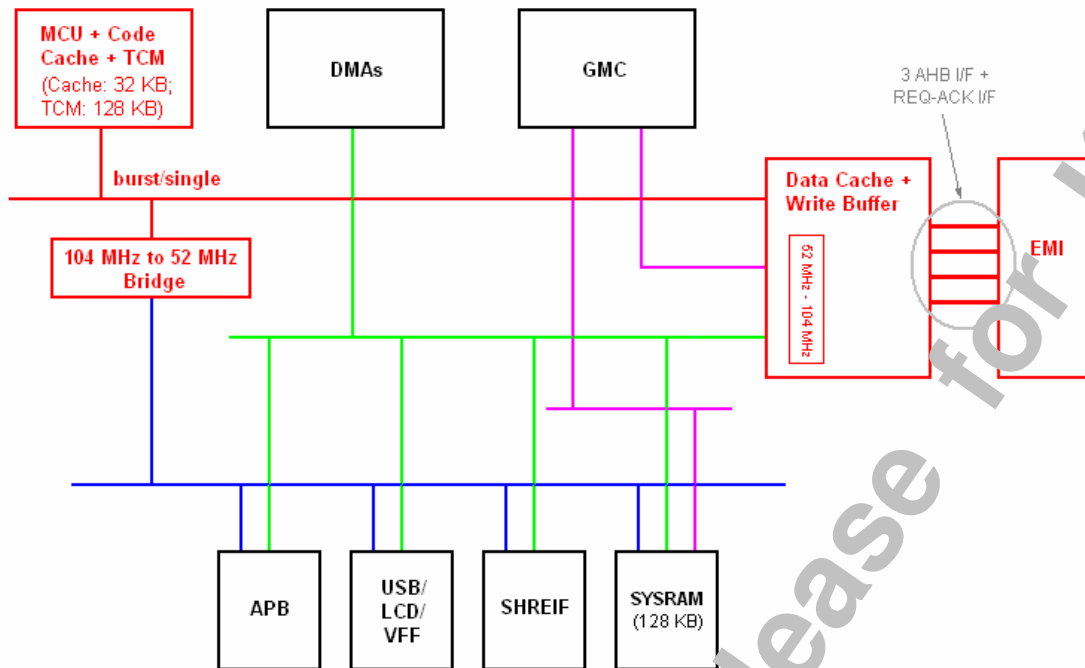 MCU + Code
Cache + TCM
(Cache: 32 KB;
TCM: 128 KB)
DMAs
GMC
3 AHB I/F +
REQ-ACK I/F
burst/single
Data Cache +
Write Buffer
52 MHz - 104 MHz
EMI
104 MHz to 52 MHz
Bridge
APB
USB/
LCD/
VFF
SHREIF
SYSRAM
(128 KB)
lease for